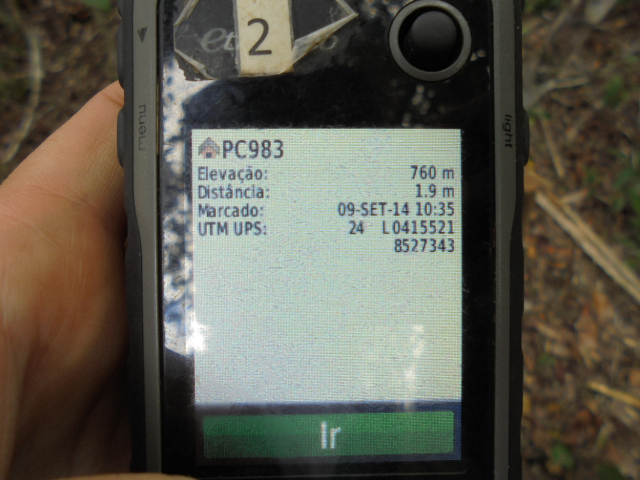 2
menu
light
PC983
Elevação: 760 m
Distância: 1.9 m
Marcado: 09-SET-14 10:35
UTM UPS: 24 L0415521
8527343
Ir